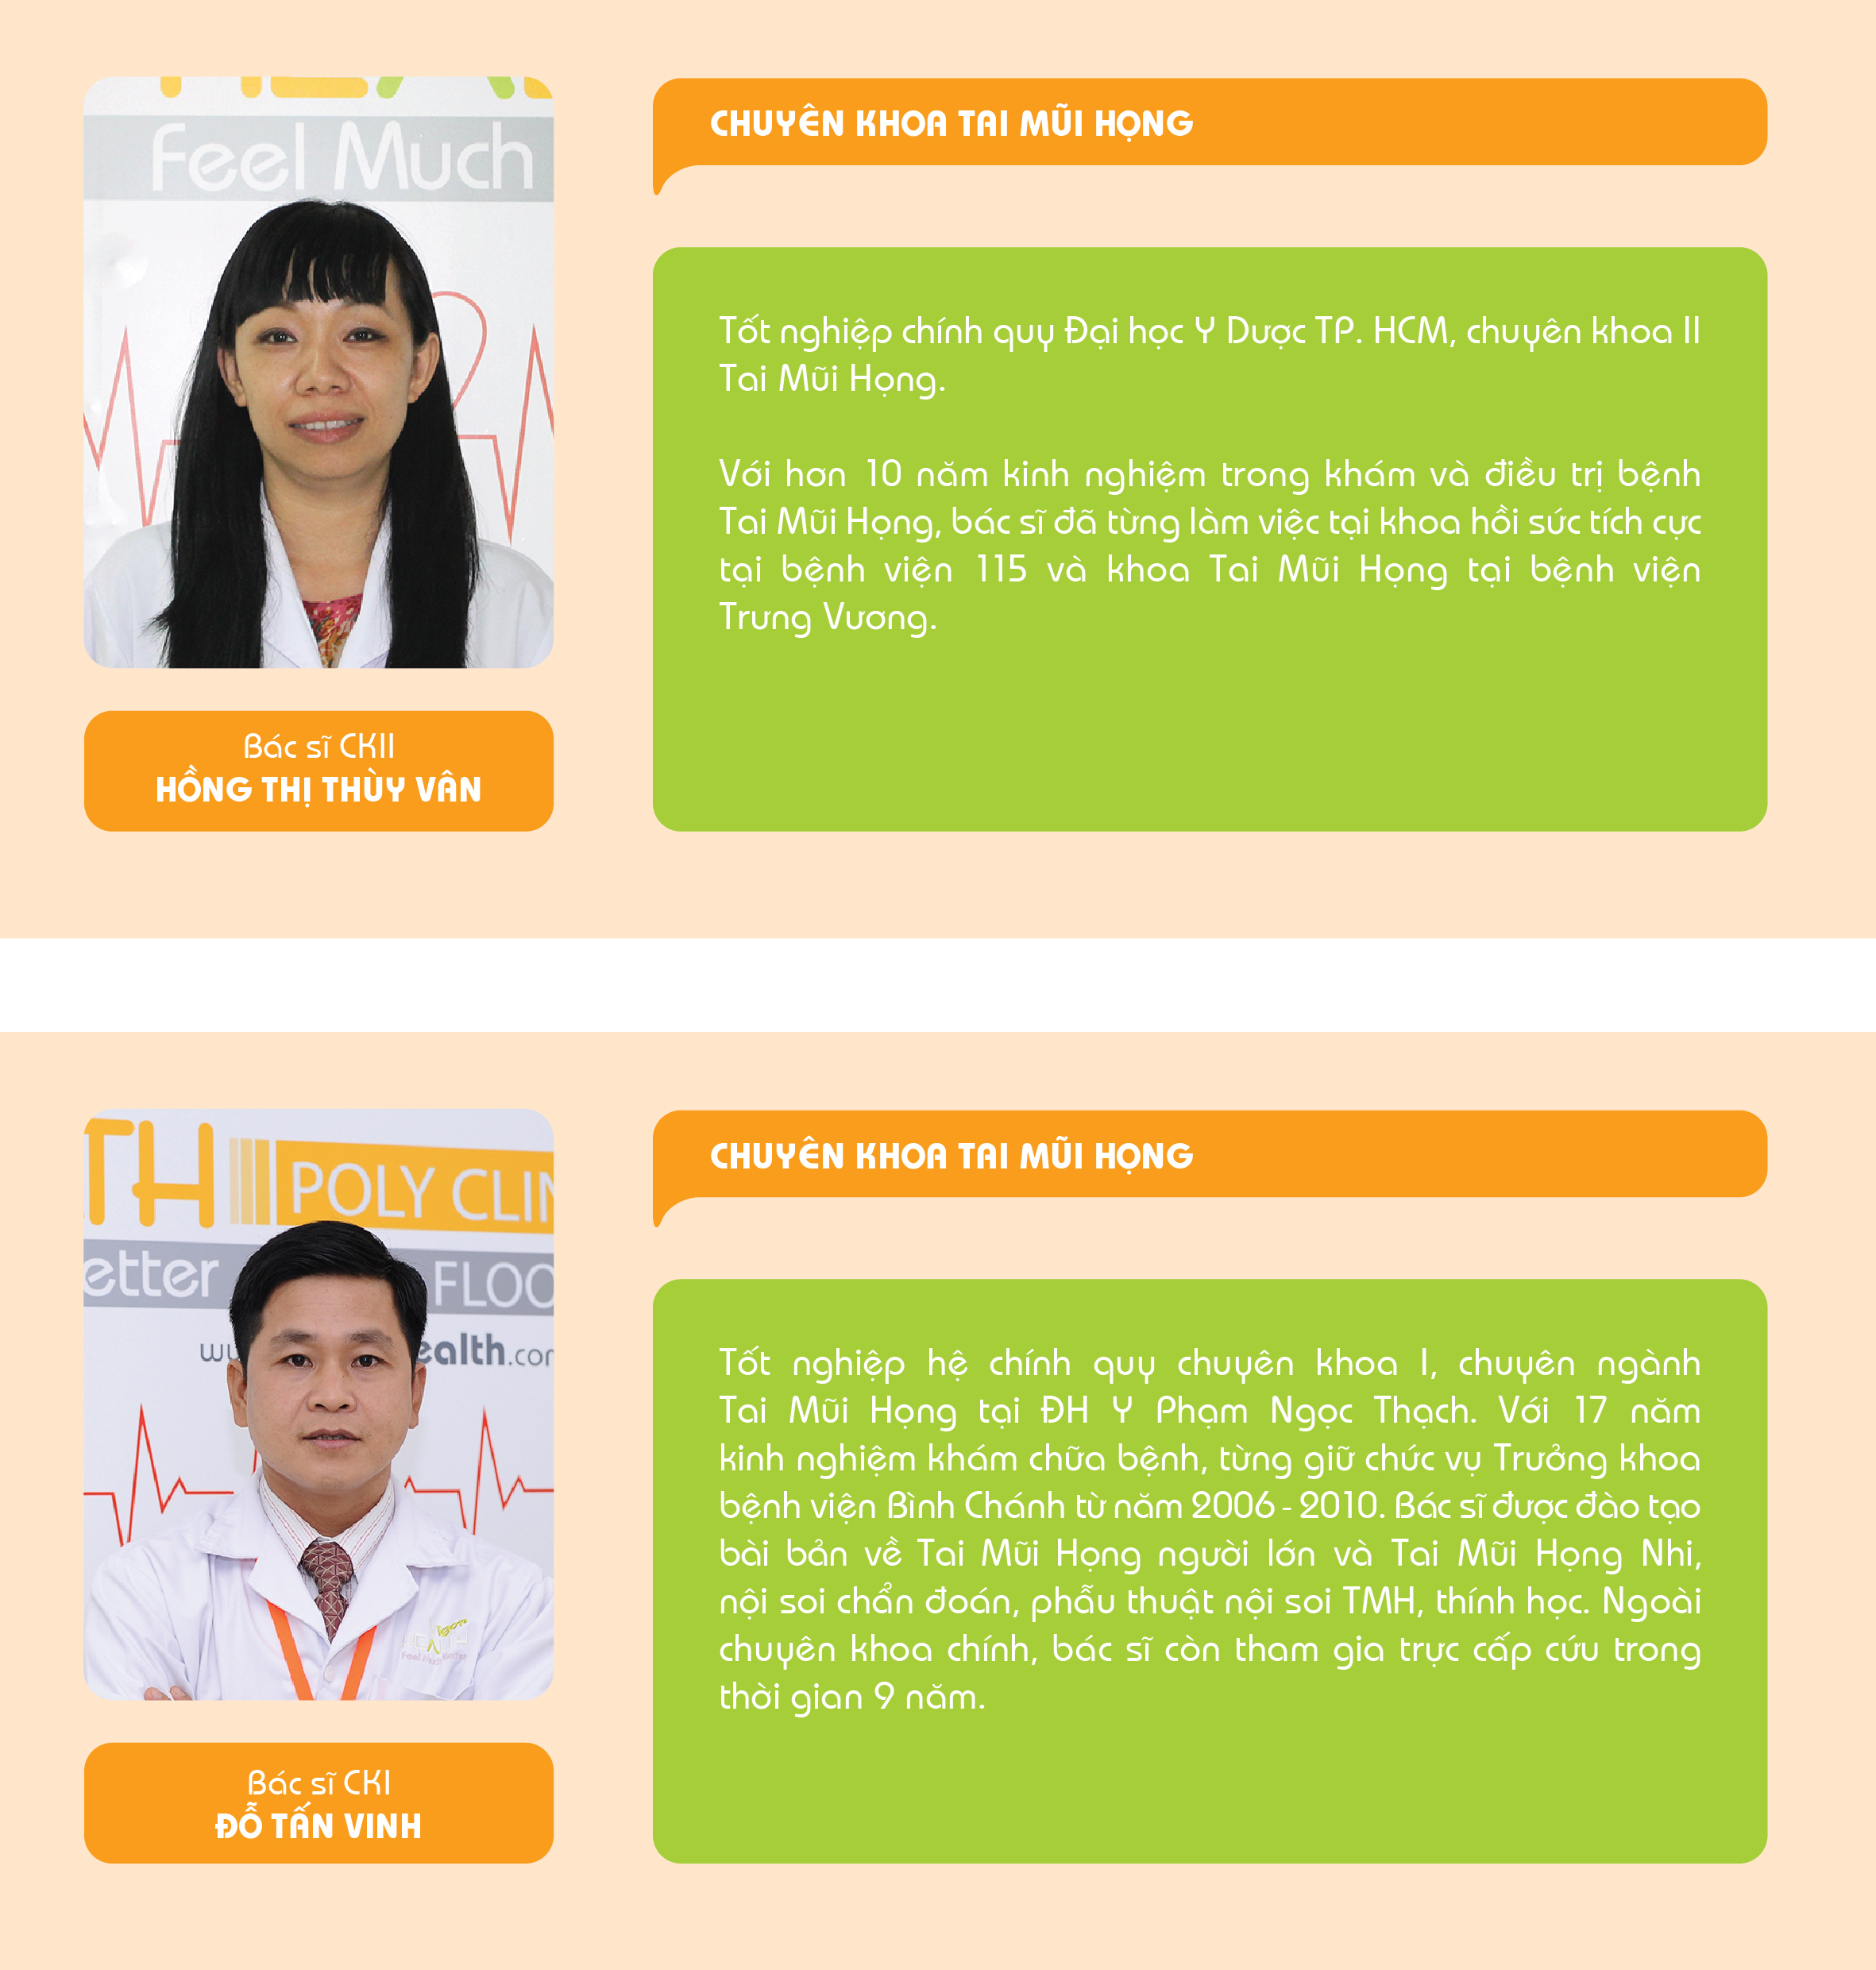 Feel Much
CHUYÊN KHOA TAI MŨI HỌNG
Tốt nghiệp chính quy Đại học Y Dược TP. HCM, chuyên khoa II
Tai Mũi Họng.
Với hơn 10 năm kinh nghiệm trong khám và điều trị bệnh
Tai Mũi Họng, bác sĩ đã từng làm việc tại khoa hồi sức tích cực
tại bệnh viện 115 và khoa Tai Mũi Họng tại bệnh viện
Trưng Vương.
Bác sĩ CKII
HỒNG THỊ THÙY VÂN
TH POLY CLIN
etter FLOO
ealth.com
CHUYÊN KHOA TAI MŨI HỌNG
Tốt nghiệp hệ chính quy chuyên khoa I, chuyên ngành
Tai Mũi Họng tại ĐH Y Phạm Ngọc Thạch. Với 17 năm
kinh nghiệm khám chữa bệnh, từng giữ chức vụ Trưởng khoa
bệnh viện Bình Chánh từ năm 2006 - 2010. Bác sĩ được đào tạo
bài bản về Tai Mũi Họng người lớn và Tai Mũi Họng Nhi,
nội soi chẩn đoán, phẫu thuật nội soi TMH, thính học. Ngoài
chuyên khoa chính, bác sĩ còn tham gia trực cấp cứu trong
thời gian 9 năm.
Bác sĩ CKI
ĐỖ TẤN VINH